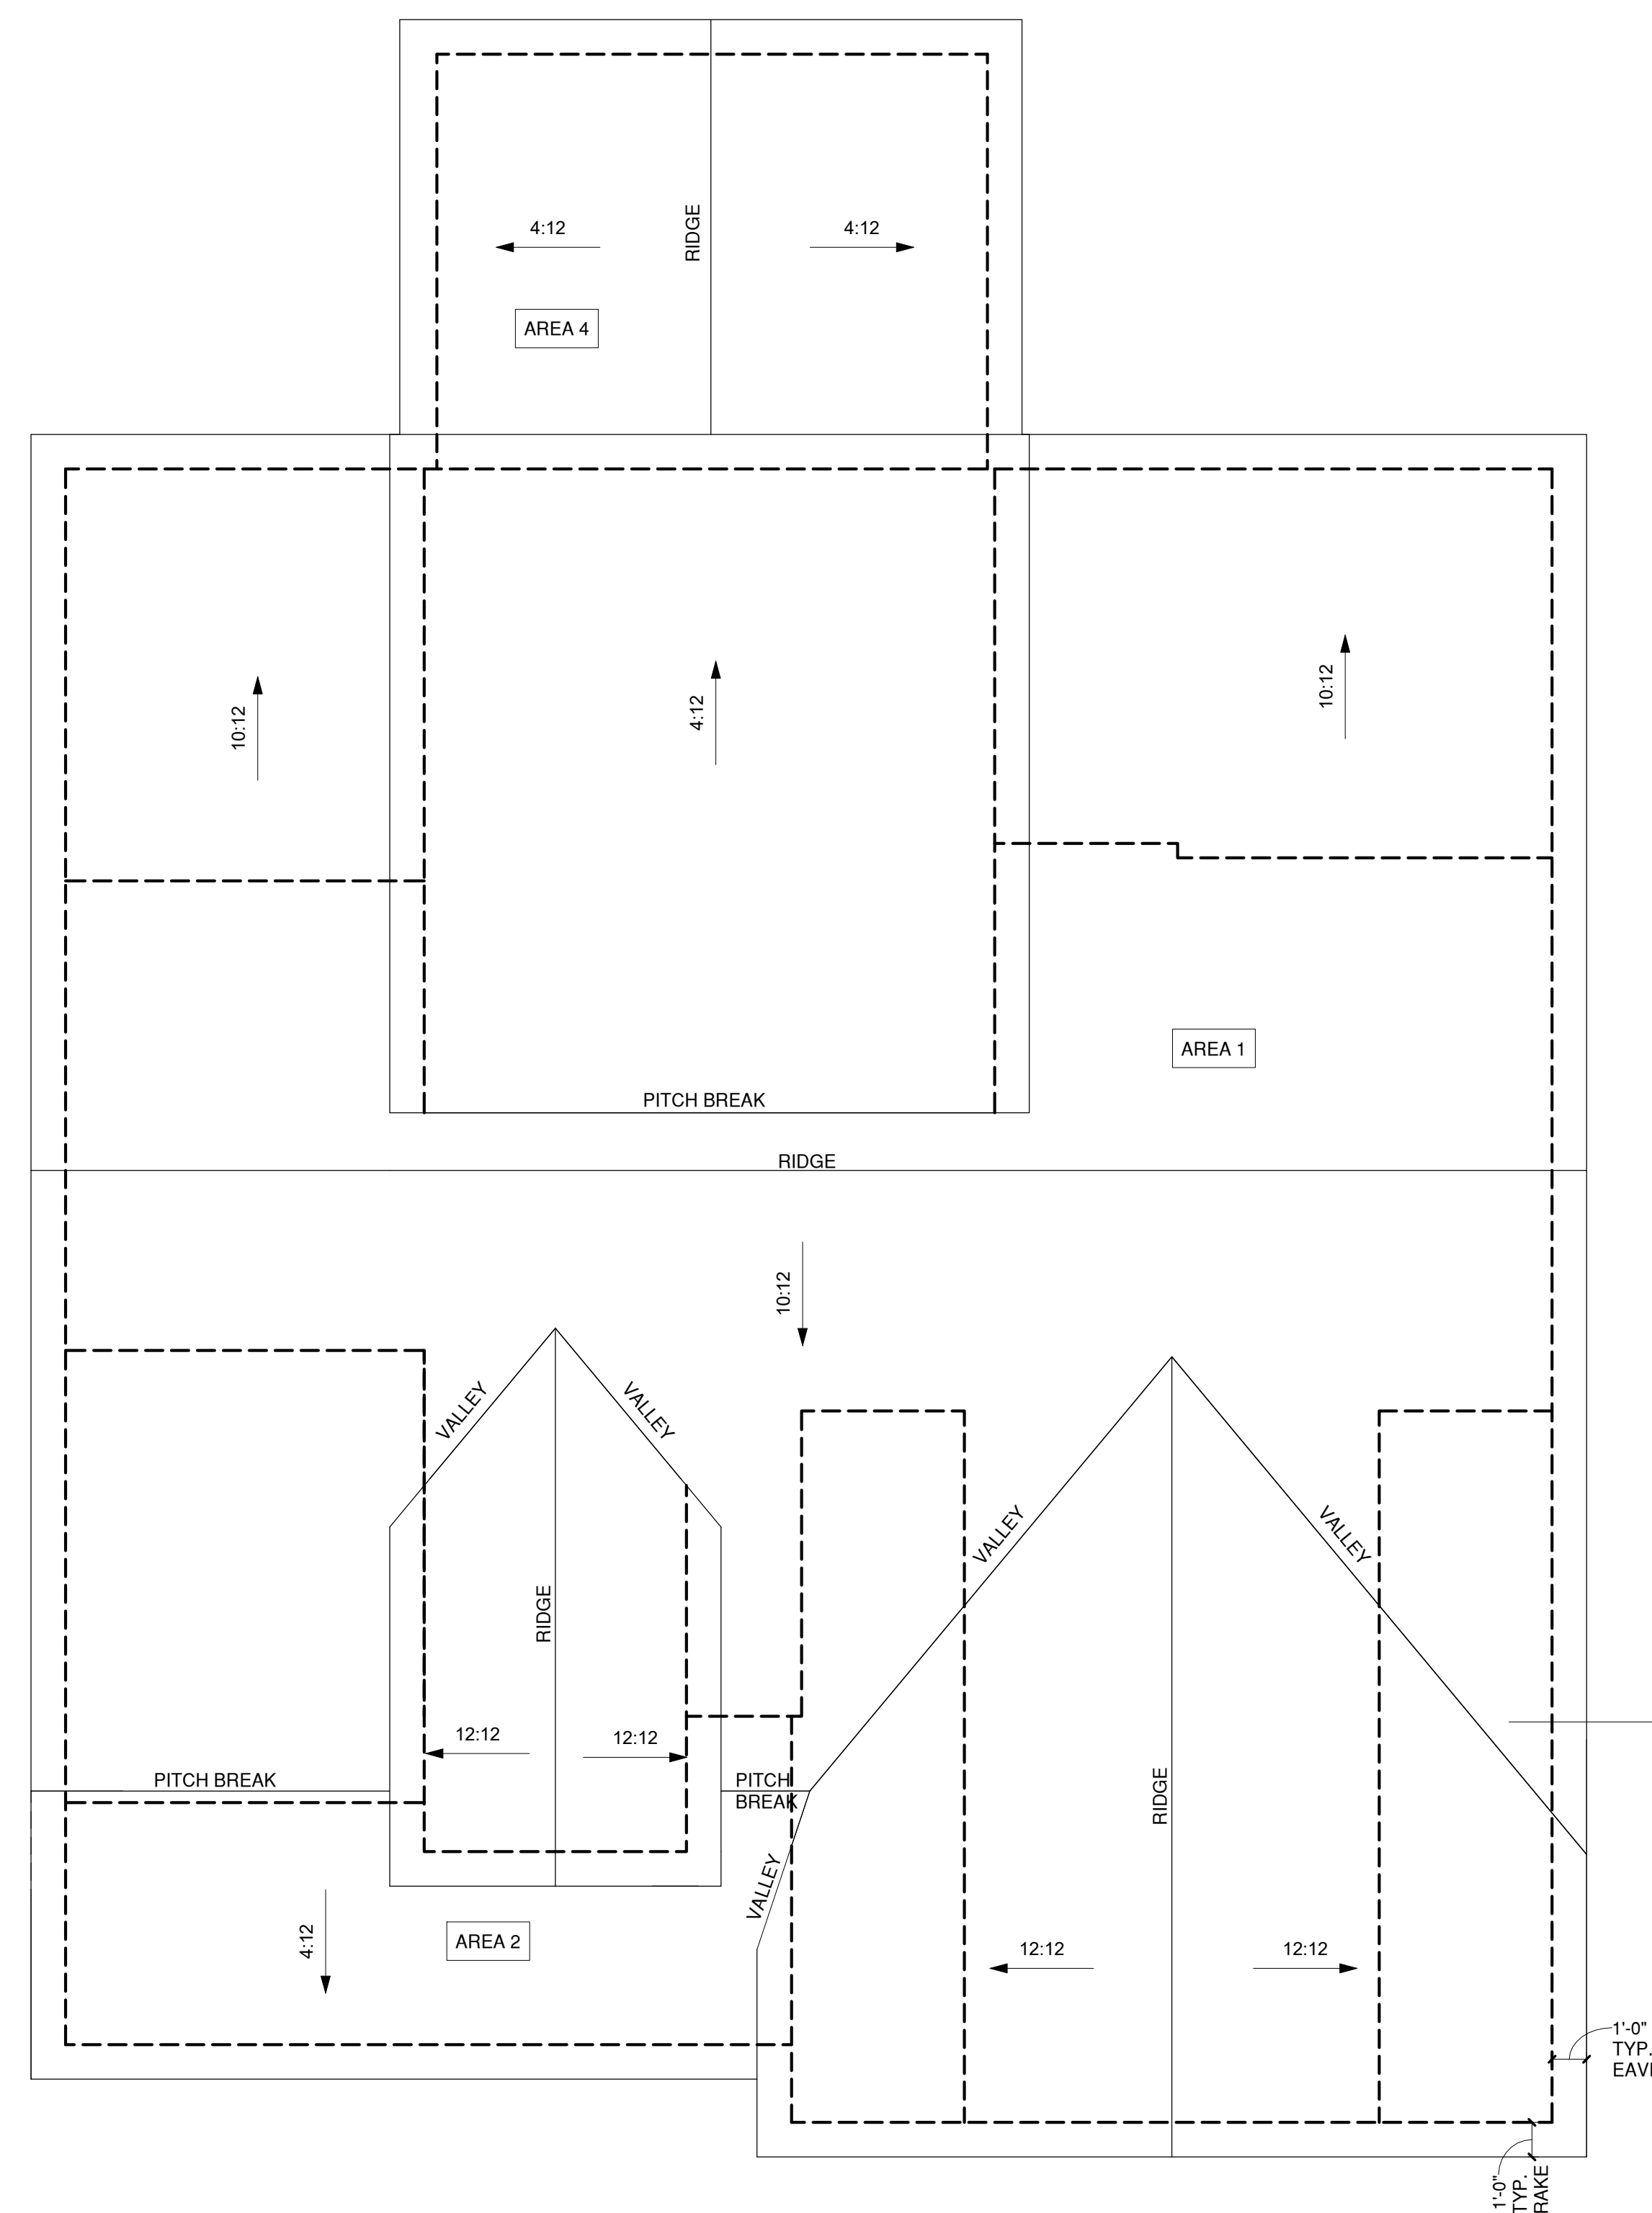 4:12
RIDGE
4:12
AREA 4
10:12
4:12
10:12
AREA 1
PITCH BREAK
RIDGE
10:12
VALLEY
VALLEY
VALLEY
VALLEY
RIDGE
12:12
12:12
PITCH BREAK
PITCH
BREAK
RIDGE
VALLEY
4:12
AREA 2
12:12
12:12
1'-0"
TYP.
EAV
1'-0"
TYP.
RAKE